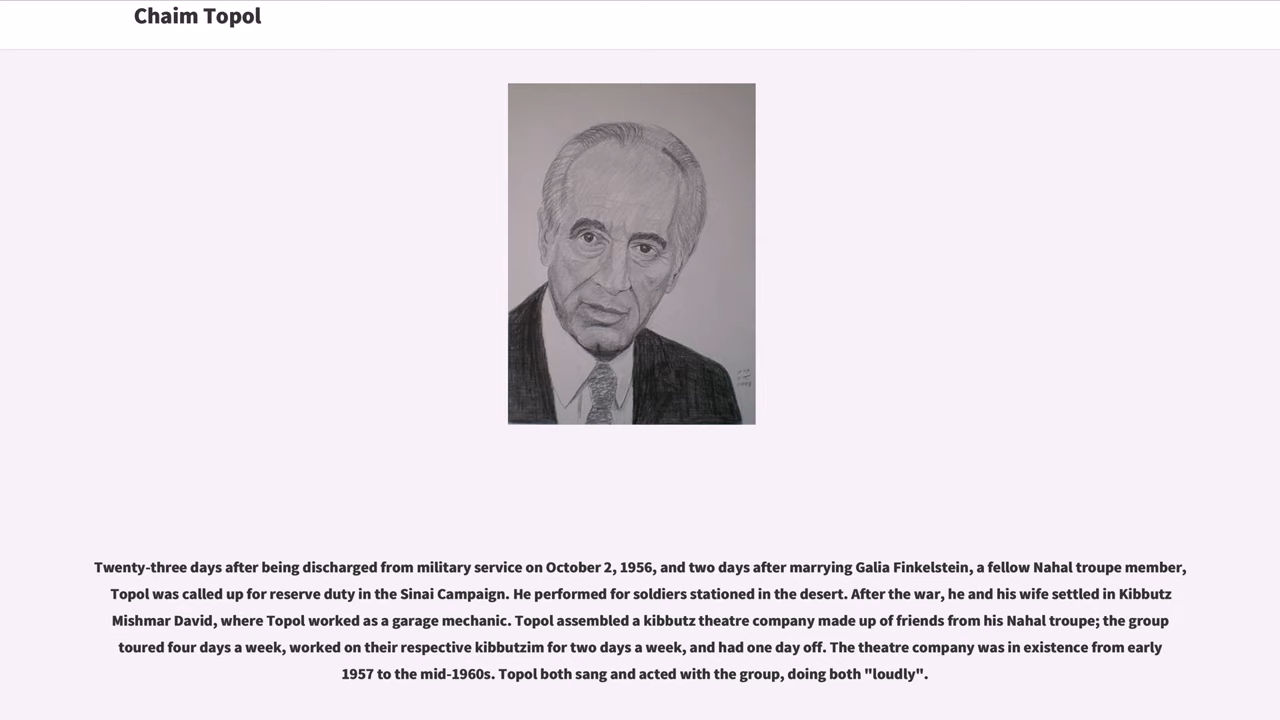 Chaim Topol
Twenty-three days after being discharged from military service on October 2, 1956, and two days after marrying Galia Finkelstein, a fellow Nahal troupe member,
Topol was called up for reserve duty in the Sinai Campaign. He performed for soldiers stationed in the desert. After the war, he and his wife settled in Kibbutz
Mishmar David, where Topol worked as a garage mechanic. Topol assembled a kibbutz theatre company made up of friends from his Nahal troupe; the group
toured four days a week, worked on their respective kibbutzim for two days a week, and had one day off. The theatre company was in existence from early
1957 to the mid-1960s. Topol both sang and acted with the group, doing both "loudly".